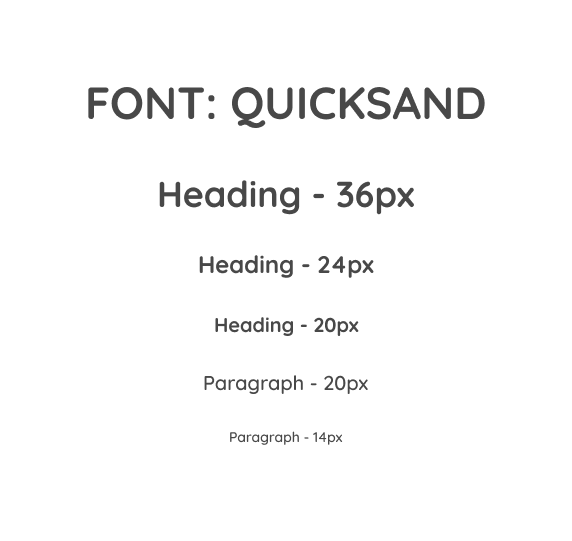 FONT: QUICKSAND
Heading - 36px
Heading - 24px
Heading - 20px
Paragraph - 20px
Paragraph - 14px